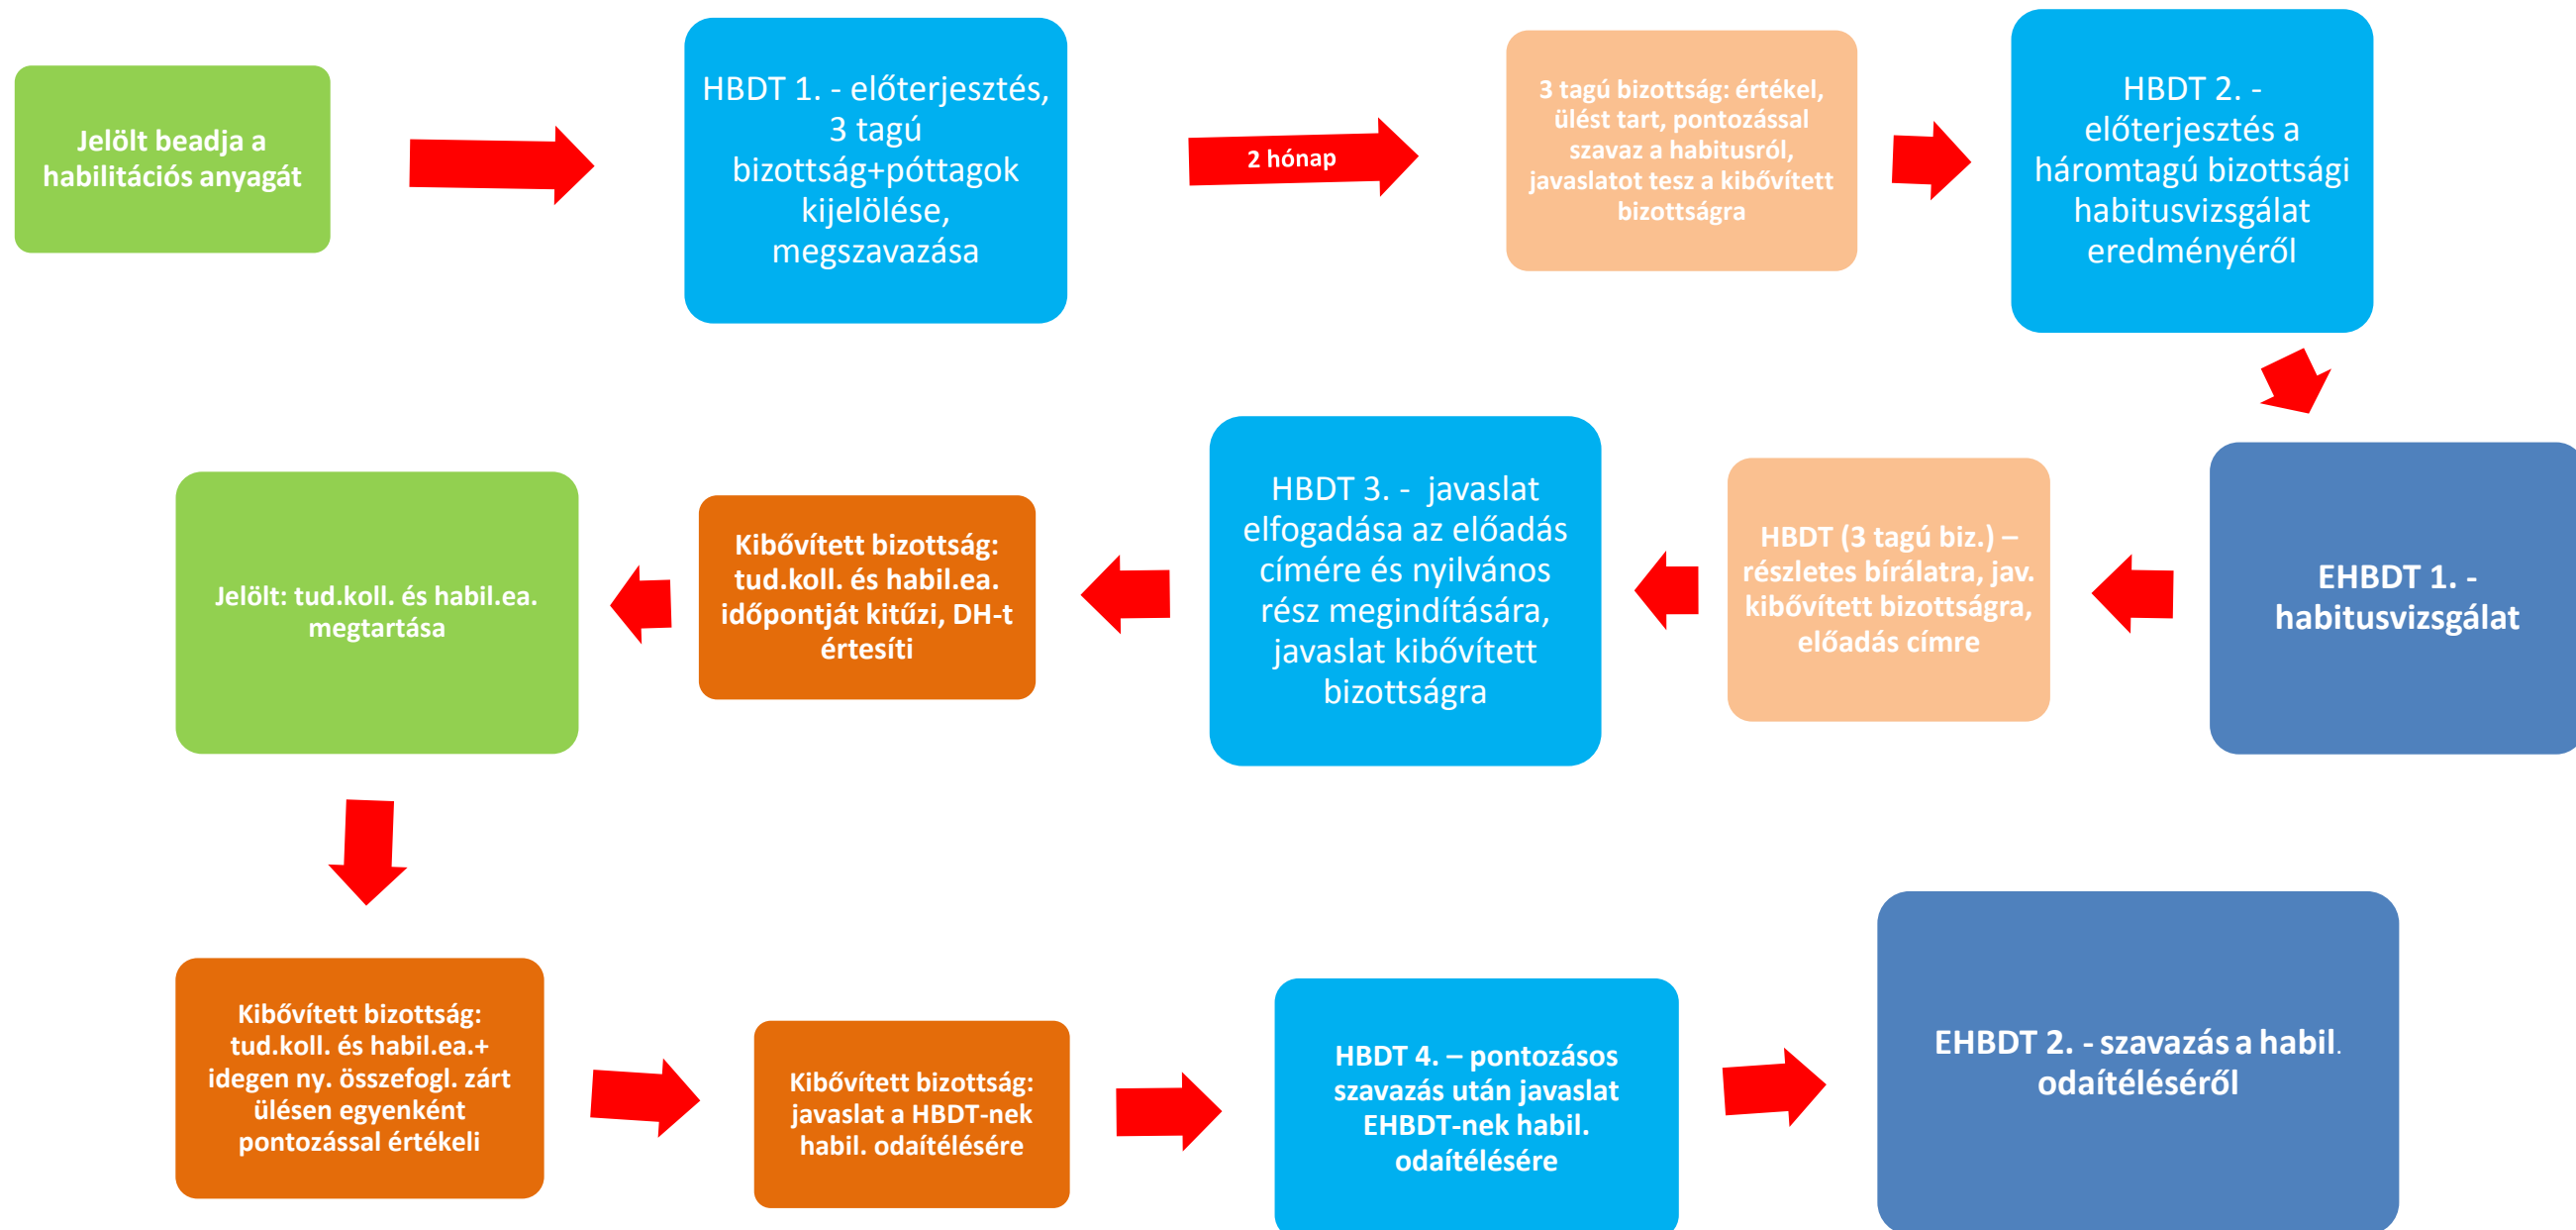 Jelölt beadja a
habilitációs anyagát
HBDT 1. - előterjesztés,
3 tagú
bizottság+póttagok
kijelölése,
megszavazása
2 hónap
3 tagú bizottság: értékel,
ülést tart, pontozással
szavaz a habitusról,
javaslatot tesz a kibővített
bizottságra
HBDT 2. -
előterjesztés a
háromtagú bizottsági
habitusvizsgálat
eredményéről
EHBDT 1. -
habitusvizsgálat
HBDT (3 tagú biz.) –
részletes bírálatra, jav.
kibővített bizottságra,
előadás címre
HBDT 3. - javaslat
elfogadása az előadás
címére és nyilvános
rész megindítására,
javaslat kibővített
bizottságra
Kibővített bizottság:
tud.koll. és habil.ea.
időpontját kitűzi, DH-t
értesíti
Jelölt: tud.koll. és habil.ea.
megtartása
Kibővített bizottság:
tud.koll. és habil.ea.+
idegen ny. összefogl. zárt
ülésen egyenként
pontozással értékeli
Kibővített bizottság:
javaslat a HBDT-nek
habil. odaítélésére
HBDT 4. – pontozásos
szavazás után javaslat
EHBDT-nek habil.
odaítélésére
EHBDT 2. - szavazás a habil.
odaítéléséről